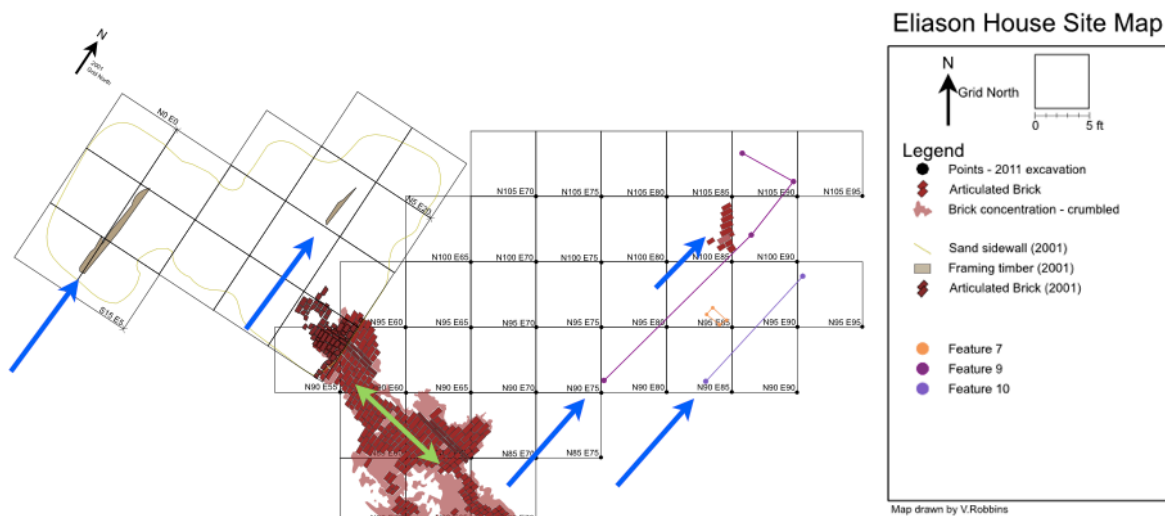 Eliason House Site Map
N
2001
Grid North
N0 E0
N5 E20
S15 E5
N105 E70
N105 E75
N105 E80
N105 E85
N105 E90
N105 E95
N100 E65
N100 E70
N100 E75
N100 E80
N100 E85
N100 E90
N95 E60
N95 E65
N95 E70
N95 E75
N95 E80
N95 E85
N95 E90
N95 E95
N90 E55
N90 E60
N90 E65
N90 E70
N90 E75
N90 E80
N90 E85
N90 E90
N85 E70
N85 E75
N
Grid North
0 5 ft
Legend
Points - 2011 excavation
Articulated Brick
Brick concentration - crumbled
Sand sidewall (2001)
Framing timber (2001)
Articulated Brick (2001)
Feature 7
Feature 9
Feature 10
Map drawn by V.Robbins